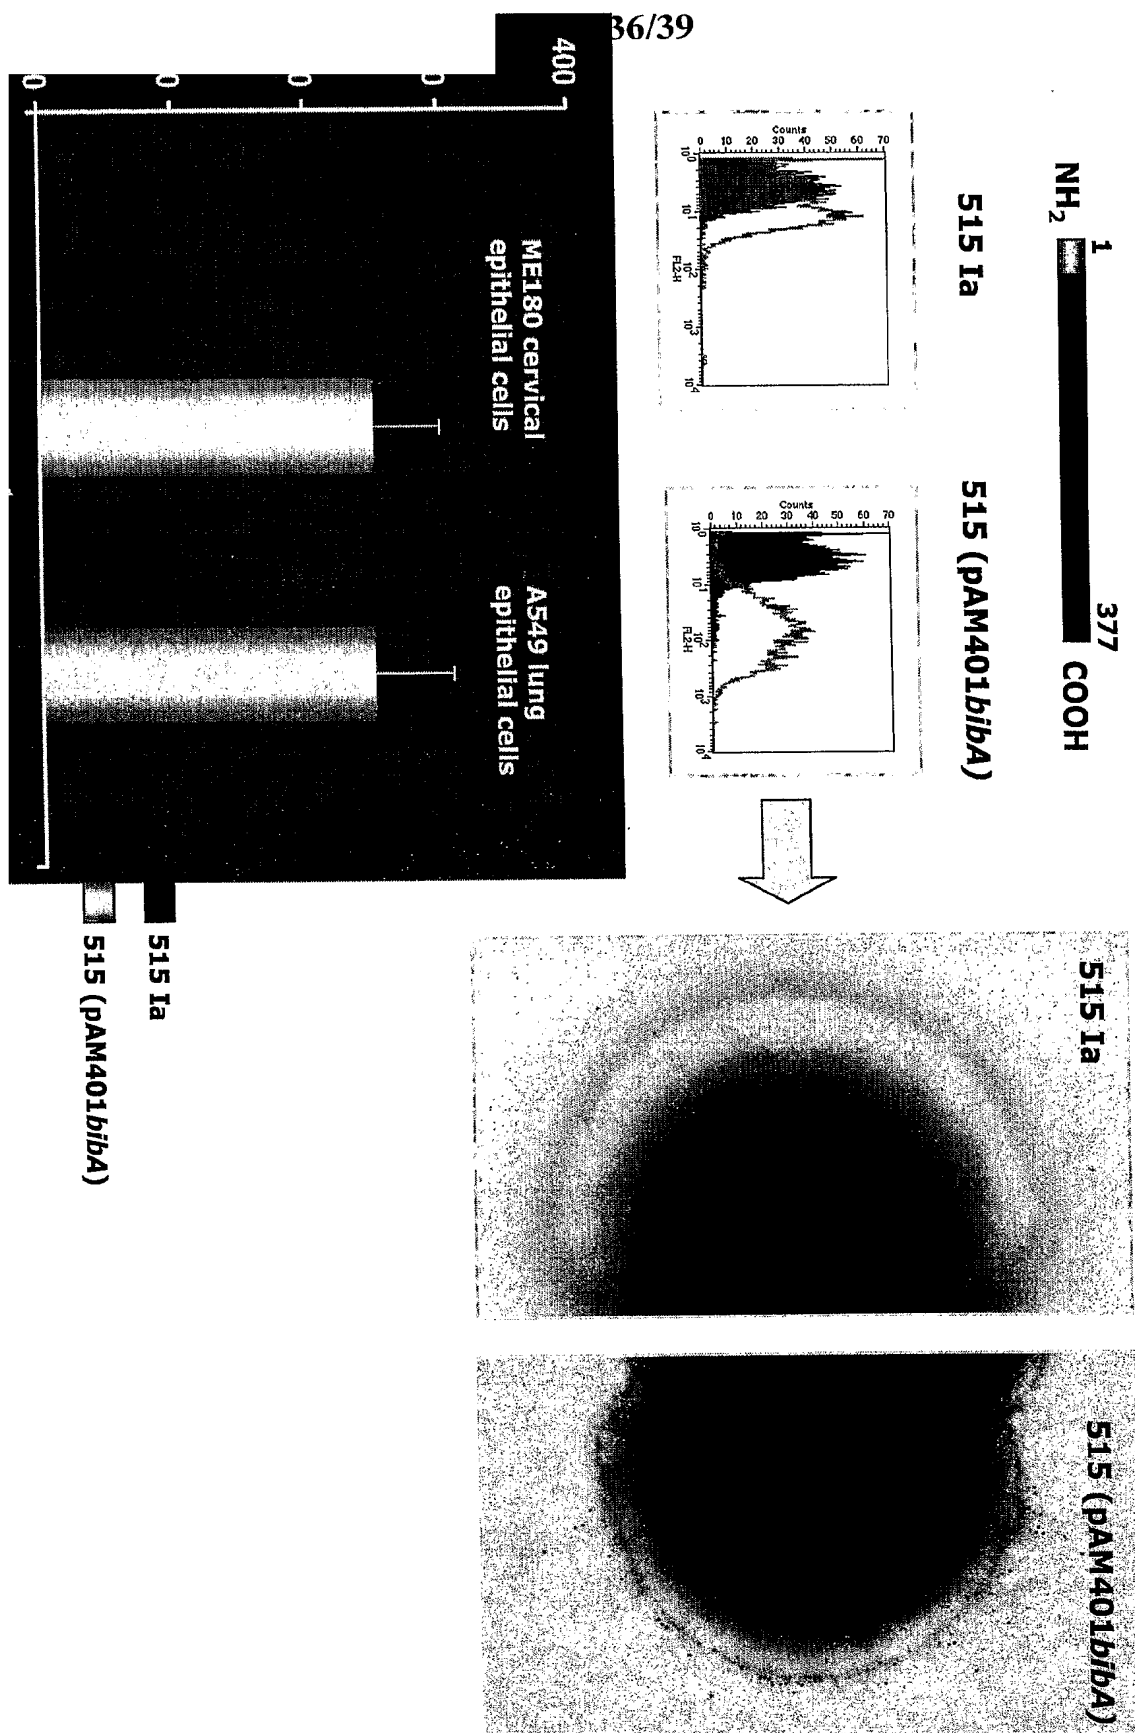 36/39
1
377
NH2
COOH
515 Ia
515 (pAM401bibA)
Counts
0 10 20 30 40 50 60 70
10^0 10^1 10^2 10^3 10^4
FL2-H
Counts
0 10 20 30 40 50 60 70
10^0 10^1 10^2 10^3 10^4
FL2-H
400
0
0
0
0
ME180 cervical
epithelial cells
A549 lung
epithelial cells
515 Ia
515 (pAM401bibA)
515 Ia
515 (pAM401bibA)